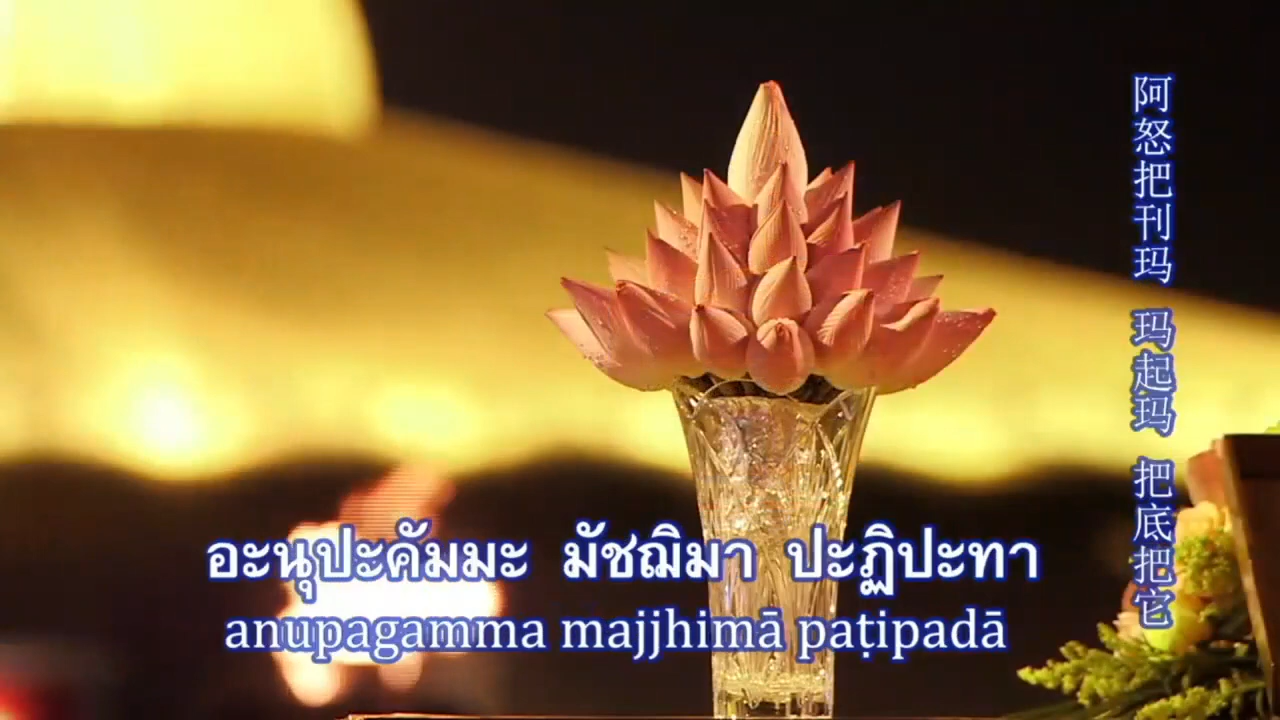 อะนุปะคัมมะ มัชฌิมา ปะฏิปะทา
anupagamma majjhimā paṭipadā
阿怒把刊玛 玛起玛 把底把它